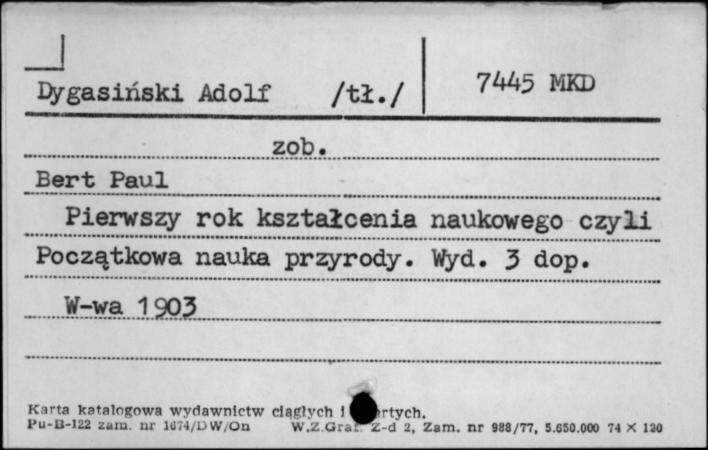 Dygasiński Adolf /tł./ 7445 MKD
zob.
Bert Paul
Pierwszy rok kształcenia naukowego czyli
Początkowa nauka przyrody. Wyd. 3 dop.
W-wa 1903
Karta katalogowa wydawnictw ciągłych i
Pu-B-122 zam. nr 1674/DW/On W.Z.Graf. Z-d 2, Zam. nr 988/77, 5.650.000 74 X 120